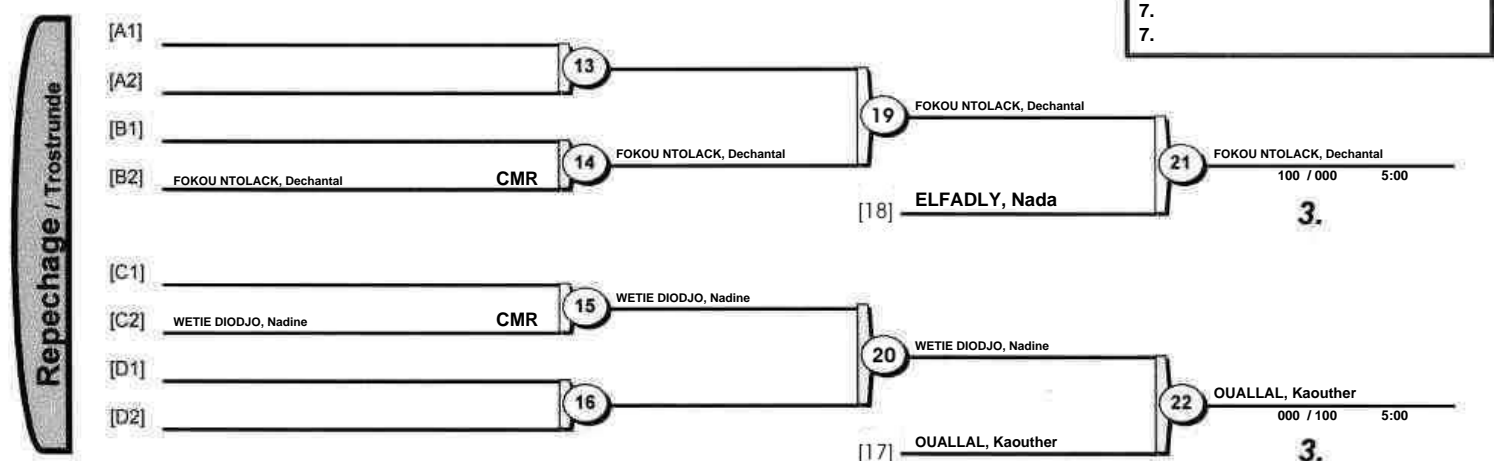 7.
7.
Repechage / Trostrunde
[A1]
[A2]
13
[B1]
[B2] FOKOU NTOLACK, Dechantal CMR
14
FOKOU NTOLACK, Dechantal
19
FOKOU NTOLACK, Dechantal
[18] ELFADLY, Nada
21
FOKOU NTOLACK, Dechantal
100 / 000 5:00
3.
[C1]
[C2] WETIE DIODJO, Nadine CMR
15
WETIE DIODJO, Nadine
[D1]
[D2]
16
20
WETIE DIODJO, Nadine
[17] OUALLAL, Kaouther
22
OUALLAL, Kaouther
000 / 100 5:00
3.